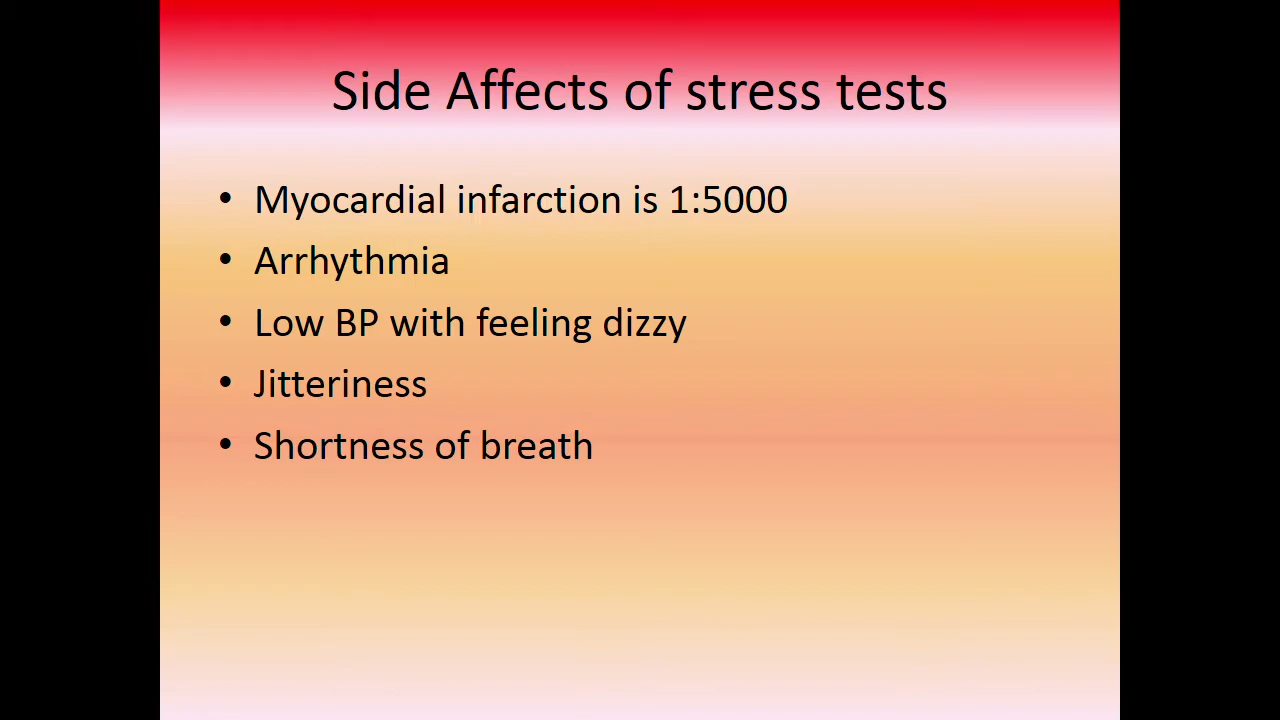 Side Affects of stress tests
• Myocardial infarction is 1:5000
• Arrhythmia
• Low BP with feeling dizzy
• Jitteriness
• Shortness of breath